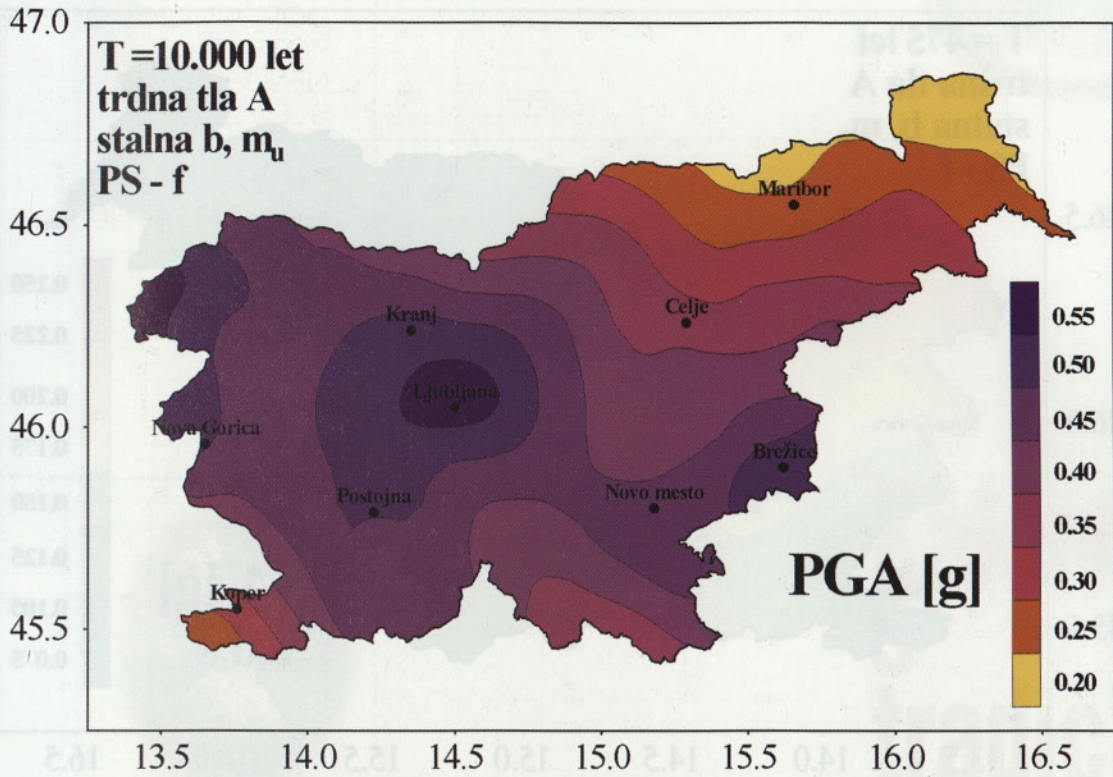 47.0
T =10.000 let
trdna tla A
stalna b, mᵤ
PS - f
46.5
46.0
45.5
Maribor
Celje
Kranj
Ljubljana
Nova Gorica
Brežice
Postojna
Novo mesto
Koper
PGA [g]
0.55
0.50
0.45
0.40
0.35
0.30
0.25
0.20
13.5
14.0
14.5
15.0
15.5
16.0
16.5